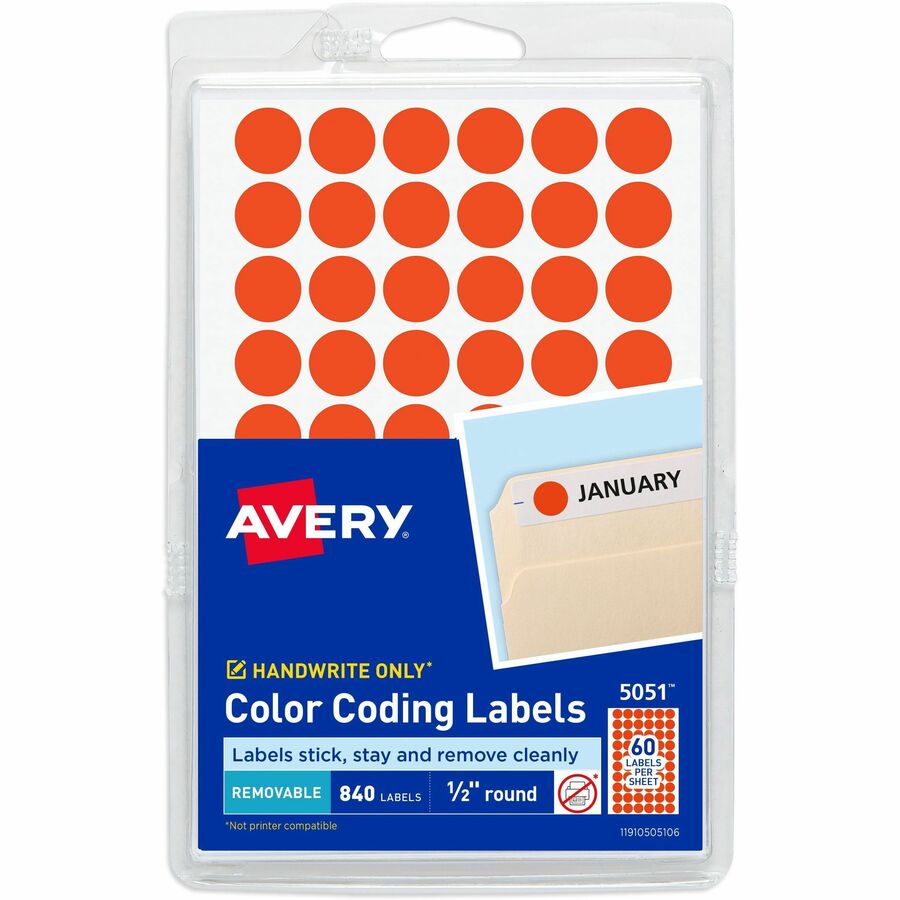 JANUARY
AVERY®
HANDWRITE ONLY*
Color Coding Labels
Labels stick, stay and remove cleanly
REMOVABLE 840 LABELS 1/2" round *
*Not printer compatible
5051™
60
LABELS
PER
SHEET
11910505106